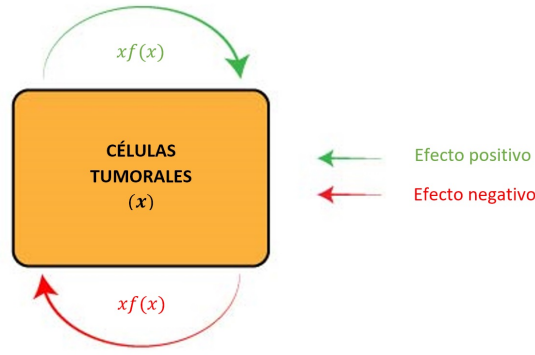 xf(x)
CÉLULAS
TUMORALES
(x)
Efecto positivo
Efecto negativo
xf(x)